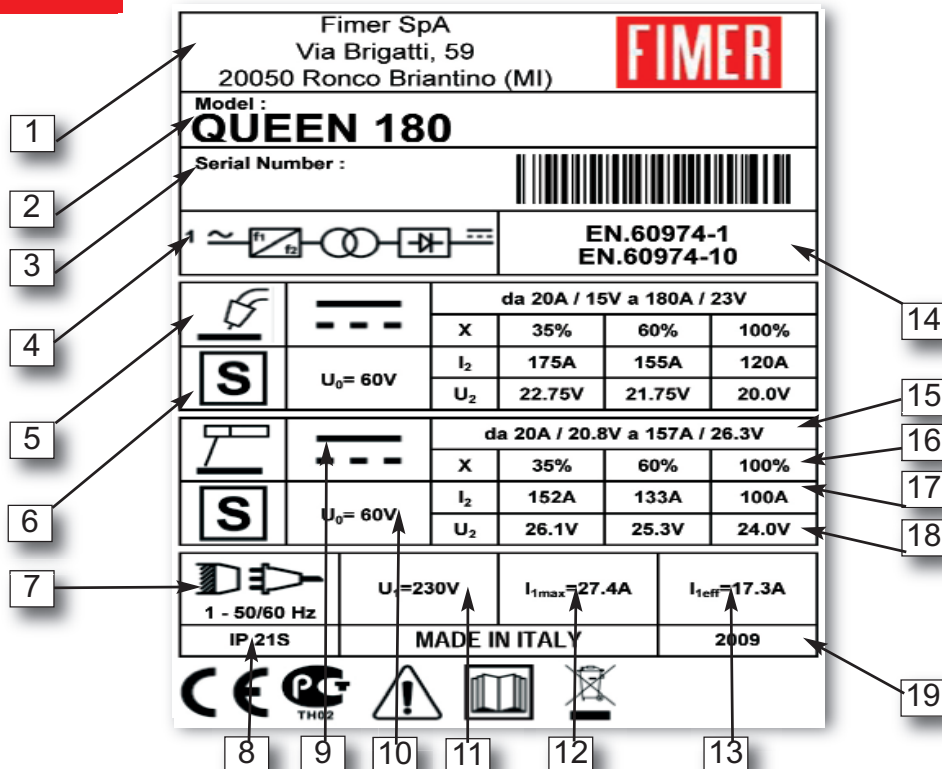 Fimer SpA
Via Brigatti, 59
20050 Ronco Briantino (MI)
FIMER
Model :
QUEEN 180
Serial Number :
1
f1
f2
EN.60974-1
EN.60974-10
da 20A / 15V a 180A / 23V
X 35% 60% 100%
S
U0= 60V
I2 175A 155A 120A
U2 22.75V 21.75V 20.0V
da 20A / 20.8V a 157A / 26.3V
X 35% 60% 100%
S
U0= 60V
I2 152A 133A 100A
U2 26.1V 25.3V 24.0V
1 - 50/60 Hz
U1=230V
I1max=27.4A
I1eff=17.3A
IP 21S
MADE IN ITALY
2009
CE
TH02
1
2
3
4
5
6
7
8
9
10
11
12
13
14
15
16
17
18
19